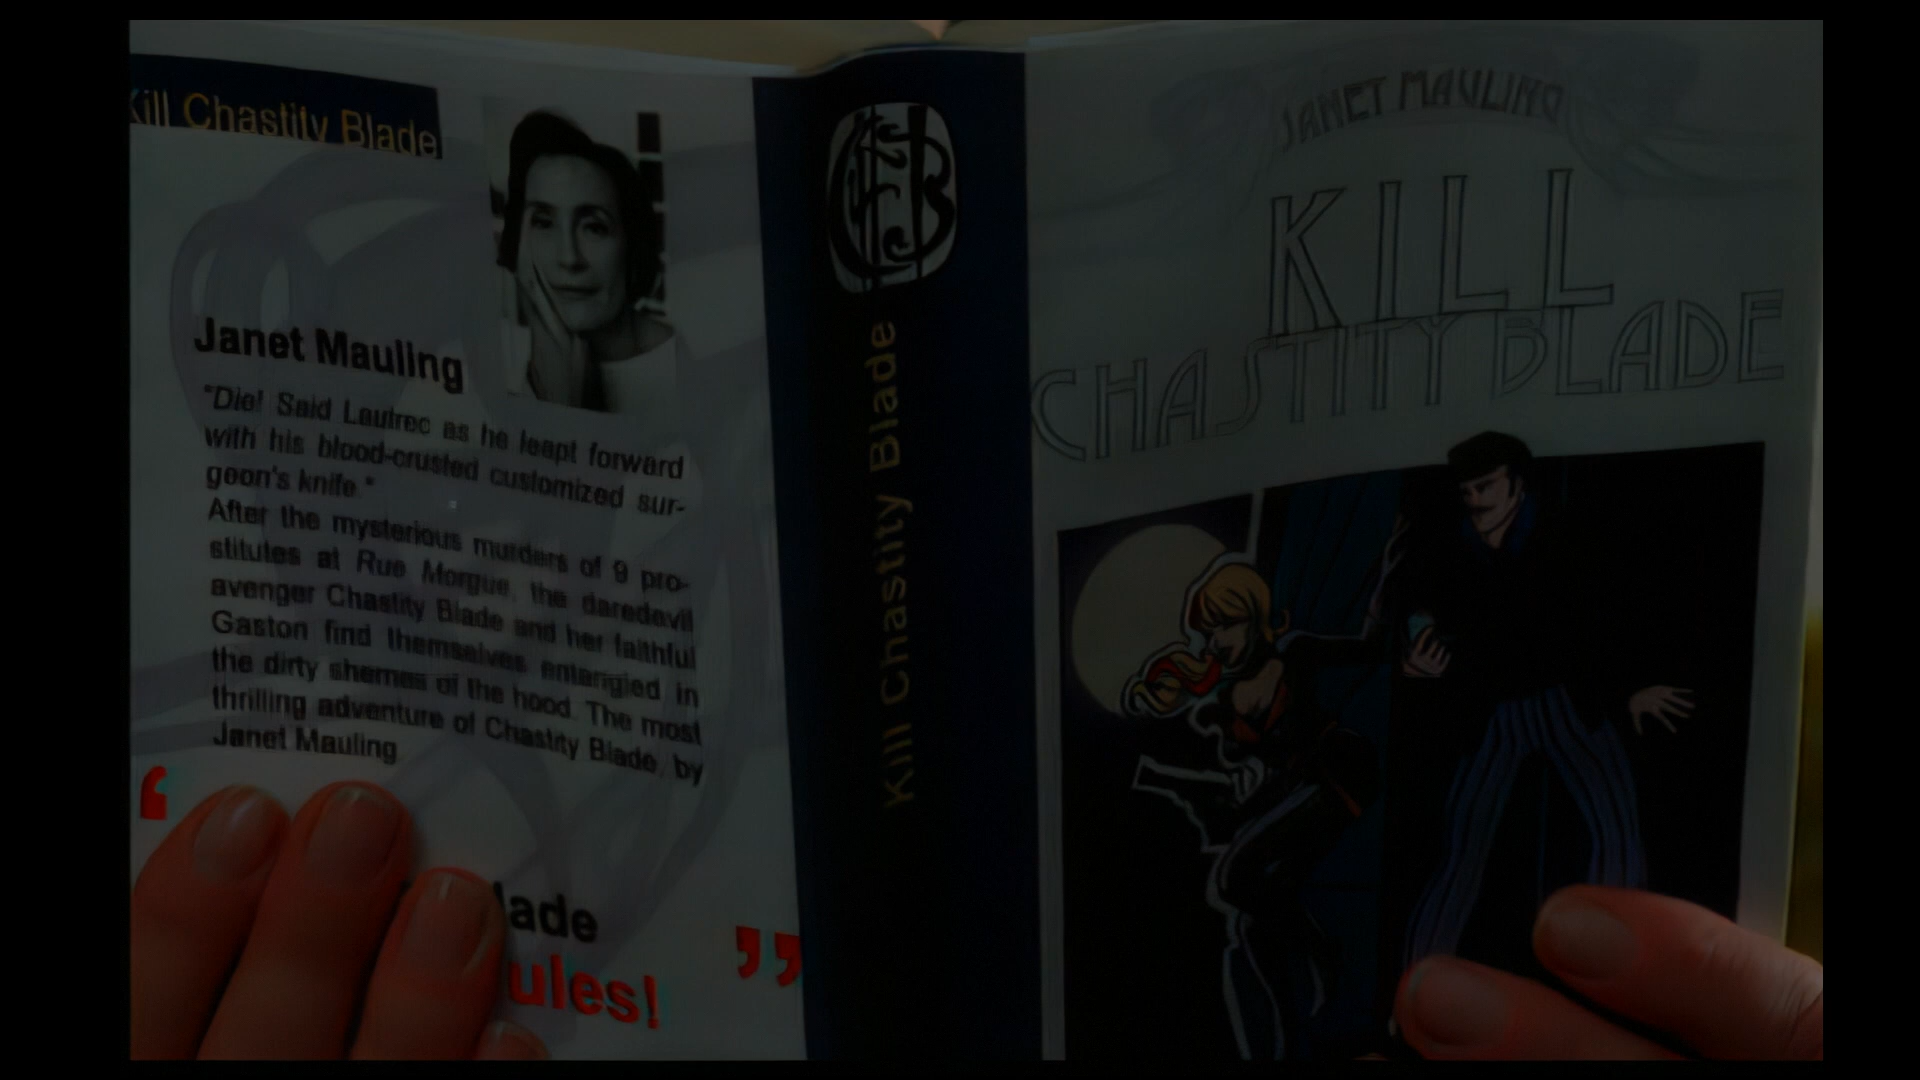 Kill Chastity Blade
Janet Mauling
"Die! Said Lautrec as he leapt forward
with his blood-crusted customized sur-
geon's knife."
After the mysterious murders of 9 pro-
stitutes at Rue Morgue, the daredevil
avenger Chastity Blade and her faithful
Gaston find themselves entangled in
the dirty shemes of the hood. The most
thrilling adventure of Chastity Blade, by
Janet Mauling
lade
ules!
Kill Chastity Blade
JANET MAULING
KILL
CHASTITY BLADE